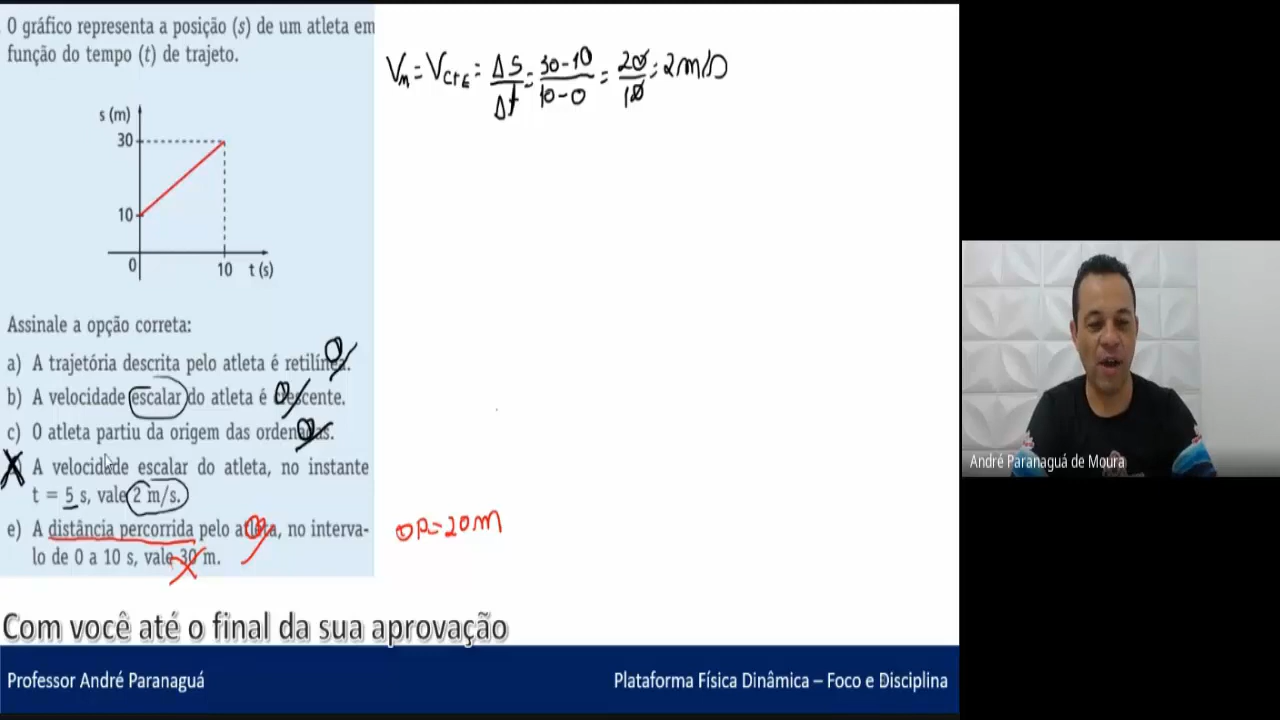 O gráfico representa a posição (s) de um atleta em
função do tempo (t) de trajeto.
Vm = VCTE = ΔS/Δt = 30-10/10-0 = 20/10 = 2m/s
s (m)
30
10
0
10
t (s)
Assinale a opção correta:
a) A trajetória descrita pelo atleta é retilínea.
b) A velocidade escalar do atleta é crescente.
c) O atleta partiu da origem das ordenadas.
A velocidade escalar do atleta, no instante
t = 5 s, vale 2 m/s.
e) A distância percorrida pelo atleta, no interva-
lo de 0 a 10 s, vale 30 m.
DP=20m
Com você até o final da sua aprovação
Professor André Paranaguá
Plataforma Física Dinâmica – Foco e Disciplina
André Paranaguá de Moura